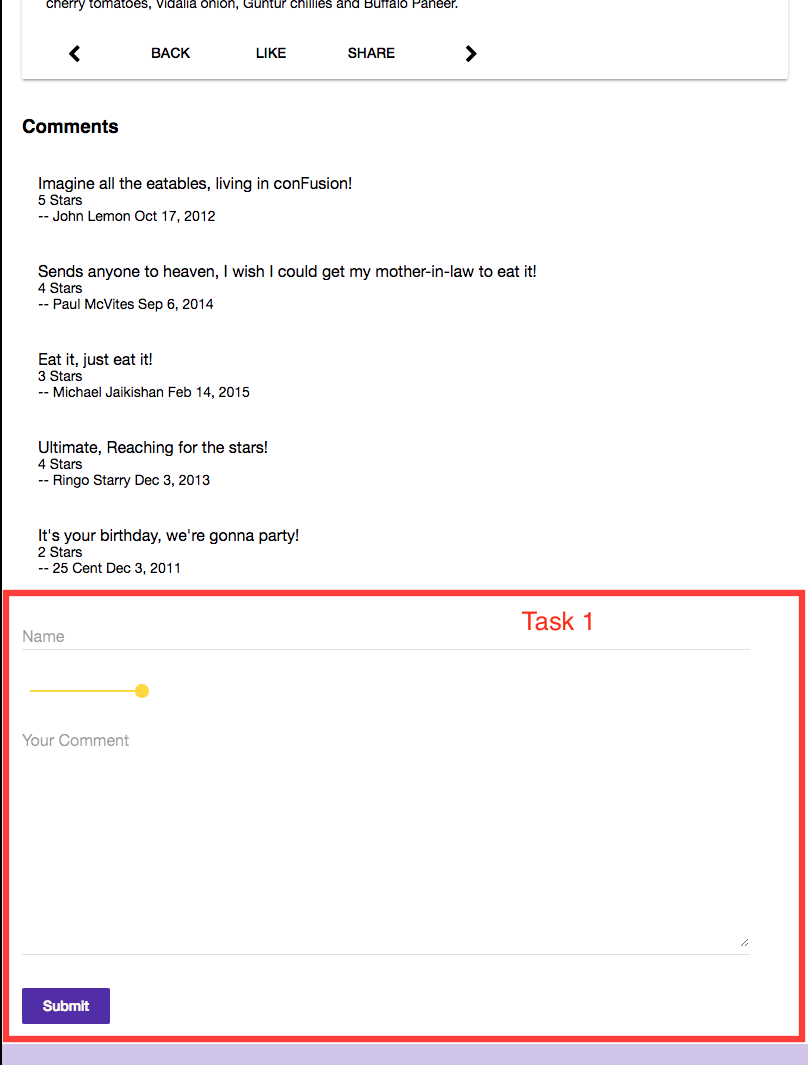 cherry tomatoes, Vidalia onion, Guntur chillies and Buffalo Paneer.
BACK LIKE SHARE
Comments
Imagine all the eatables, living in conFusion!
5 Stars
-- John Lemon Oct 17, 2012
Sends anyone to heaven, I wish I could get my mother-in-law to eat it!
4 Stars
-- Paul McVites Sep 6, 2014
Eat it, just eat it!
3 Stars
-- Michael Jaikishan Feb 14, 2015
Ultimate, Reaching for the stars!
4 Stars
-- Ringo Starry Dec 3, 2013
It's your birthday, we're gonna party!
2 Stars
-- 25 Cent Dec 3, 2011
Task 1
Name
Your Comment
Submit